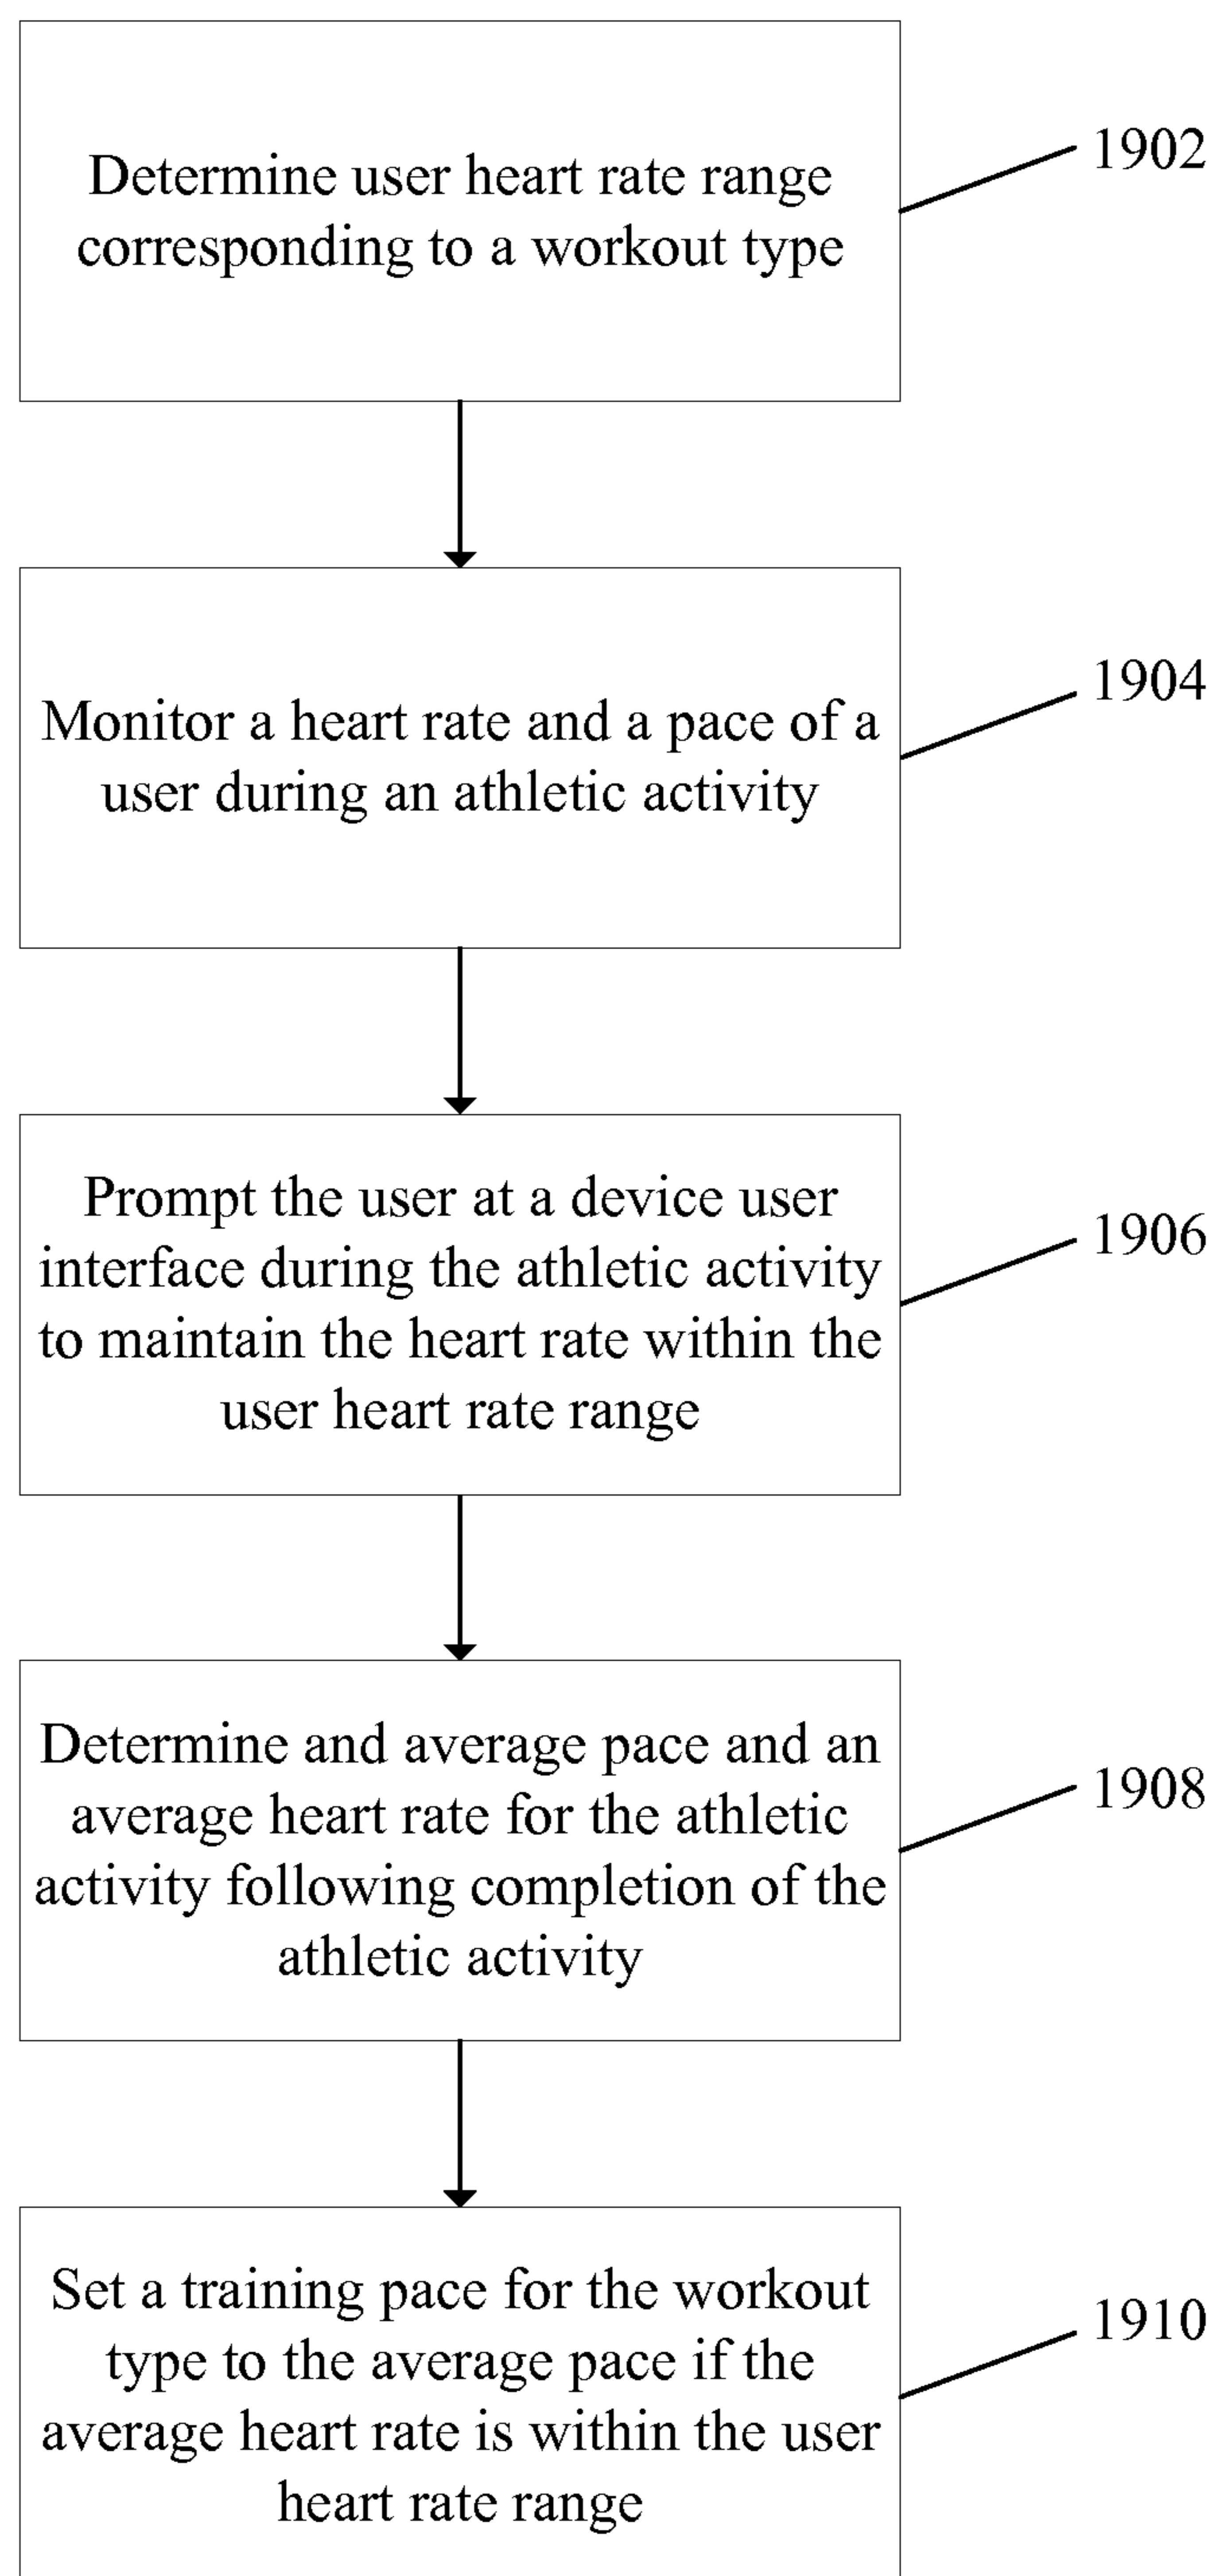 Determine user heart rate range
corresponding to a workout type
1902
Monitor a heart rate and a pace of a
user during an athletic activity
1904
Prompt the user at a device user
interface during the athletic activity
to maintain the heart rate within the
user heart rate range
1906
Determine and average pace and an
average heart rate for the athletic
activity following completion of the
athletic activity
1908
Set a training pace for the workout
type to the average pace if the
average heart rate is within the user
heart rate range
1910